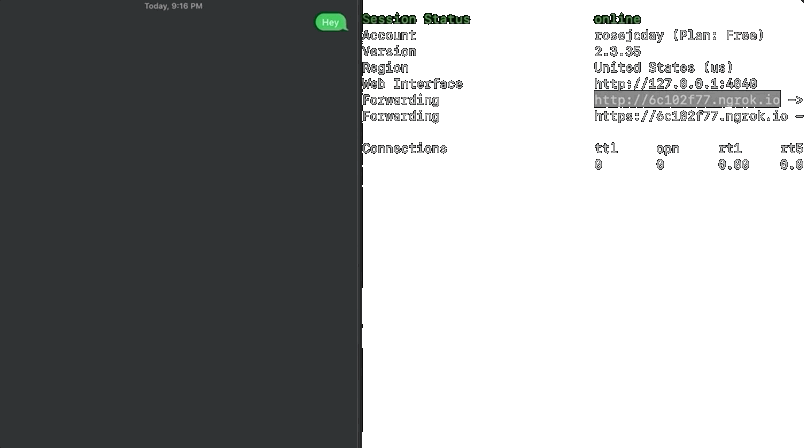 Today, 9:16 PM
Hey
Session Status online
Account rosejcday (Plan: Free)
Version 2.3.35
Region United States (us)
Web Interface http://127.0.0.1:4040
Forwarding http://6c102f77.ngrok.io ->
Forwarding https://6c102f77.ngrok.io -
Connections ttl opn rt1 rt5
0 0 0.00 0.0